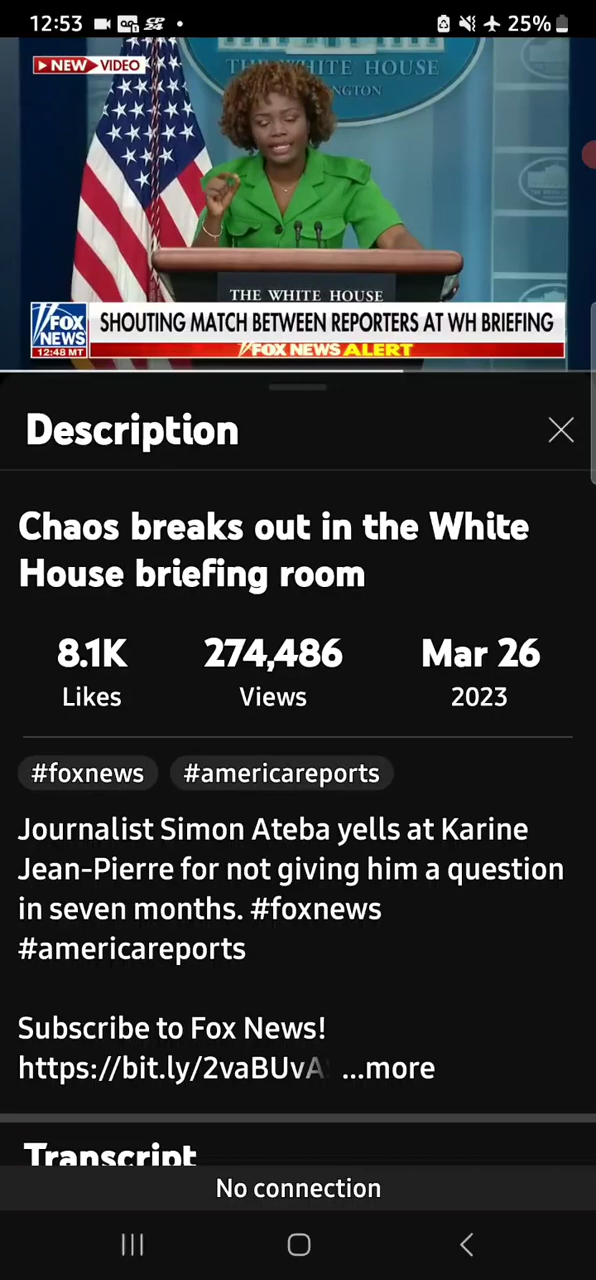 12:53
25%
NEW VIDEO
THE WHITE HOUSE
THE WHITE HOUSE
FOX
NEWS
12:48 MT
SHOUTING MATCH BETWEEN REPORTERS AT WH BRIEFING
FOX NEWS ALERT
Description
Chaos breaks out in the White
House briefing room
8.1K 274,486 Mar 26
Likes Views 2023
#foxnews #americareports
Journalist Simon Ateba yells at Karine
Jean-Pierre for not giving him a question
in seven months. #foxnews
#americareports
Subscribe to Fox News!
https://bit.ly/2vaBUvA ...more
Transcript
No connection